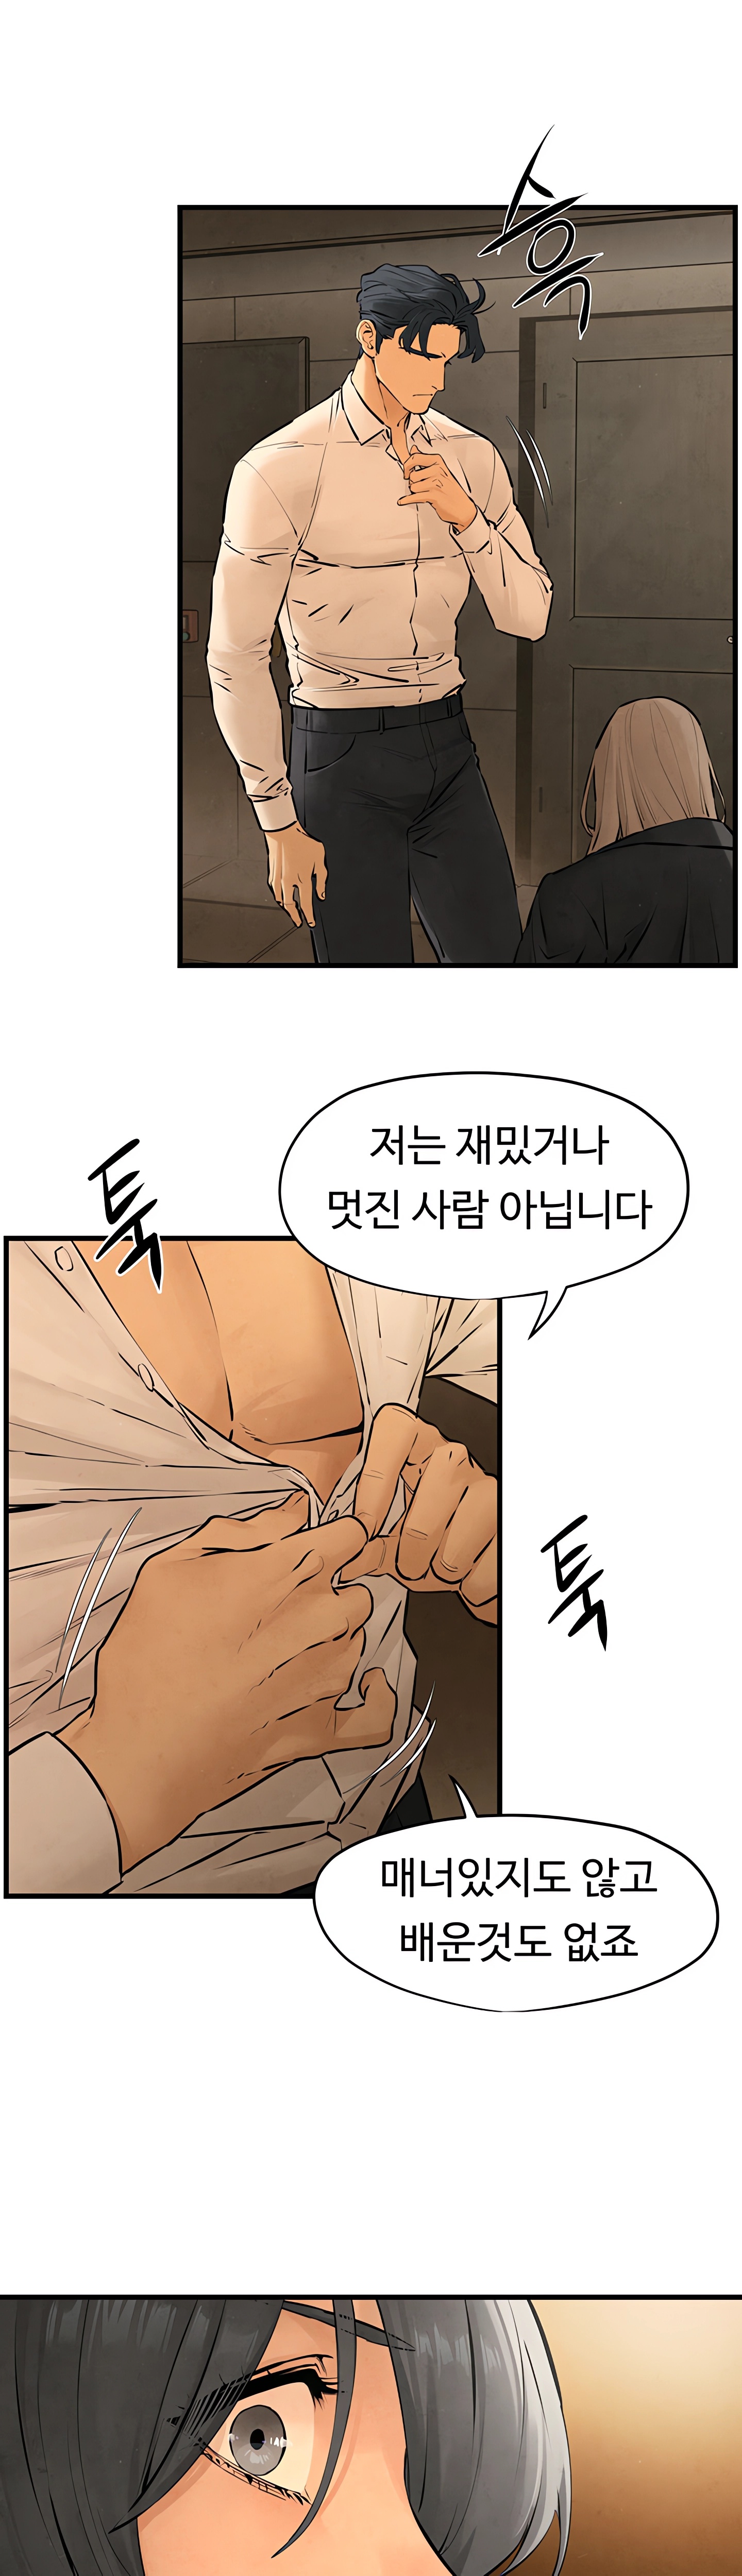 스윽
저는 재밌거나
멋진 사람 아닙니다
툭
툭
매너있지도 않고
배운것도 없죠